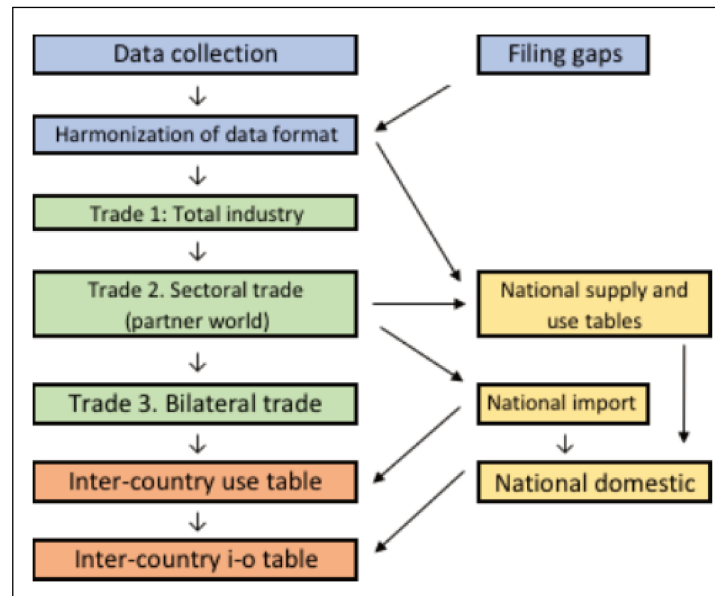 Data collection
Filing gaps
Harmonization of data format
Trade 1: Total industry
Trade 2. Sectoral trade
(partner world)
National supply and
use tables
Trade 3. Bilateral trade
National import
Inter-country use table
National domestic
Inter-country i-o table